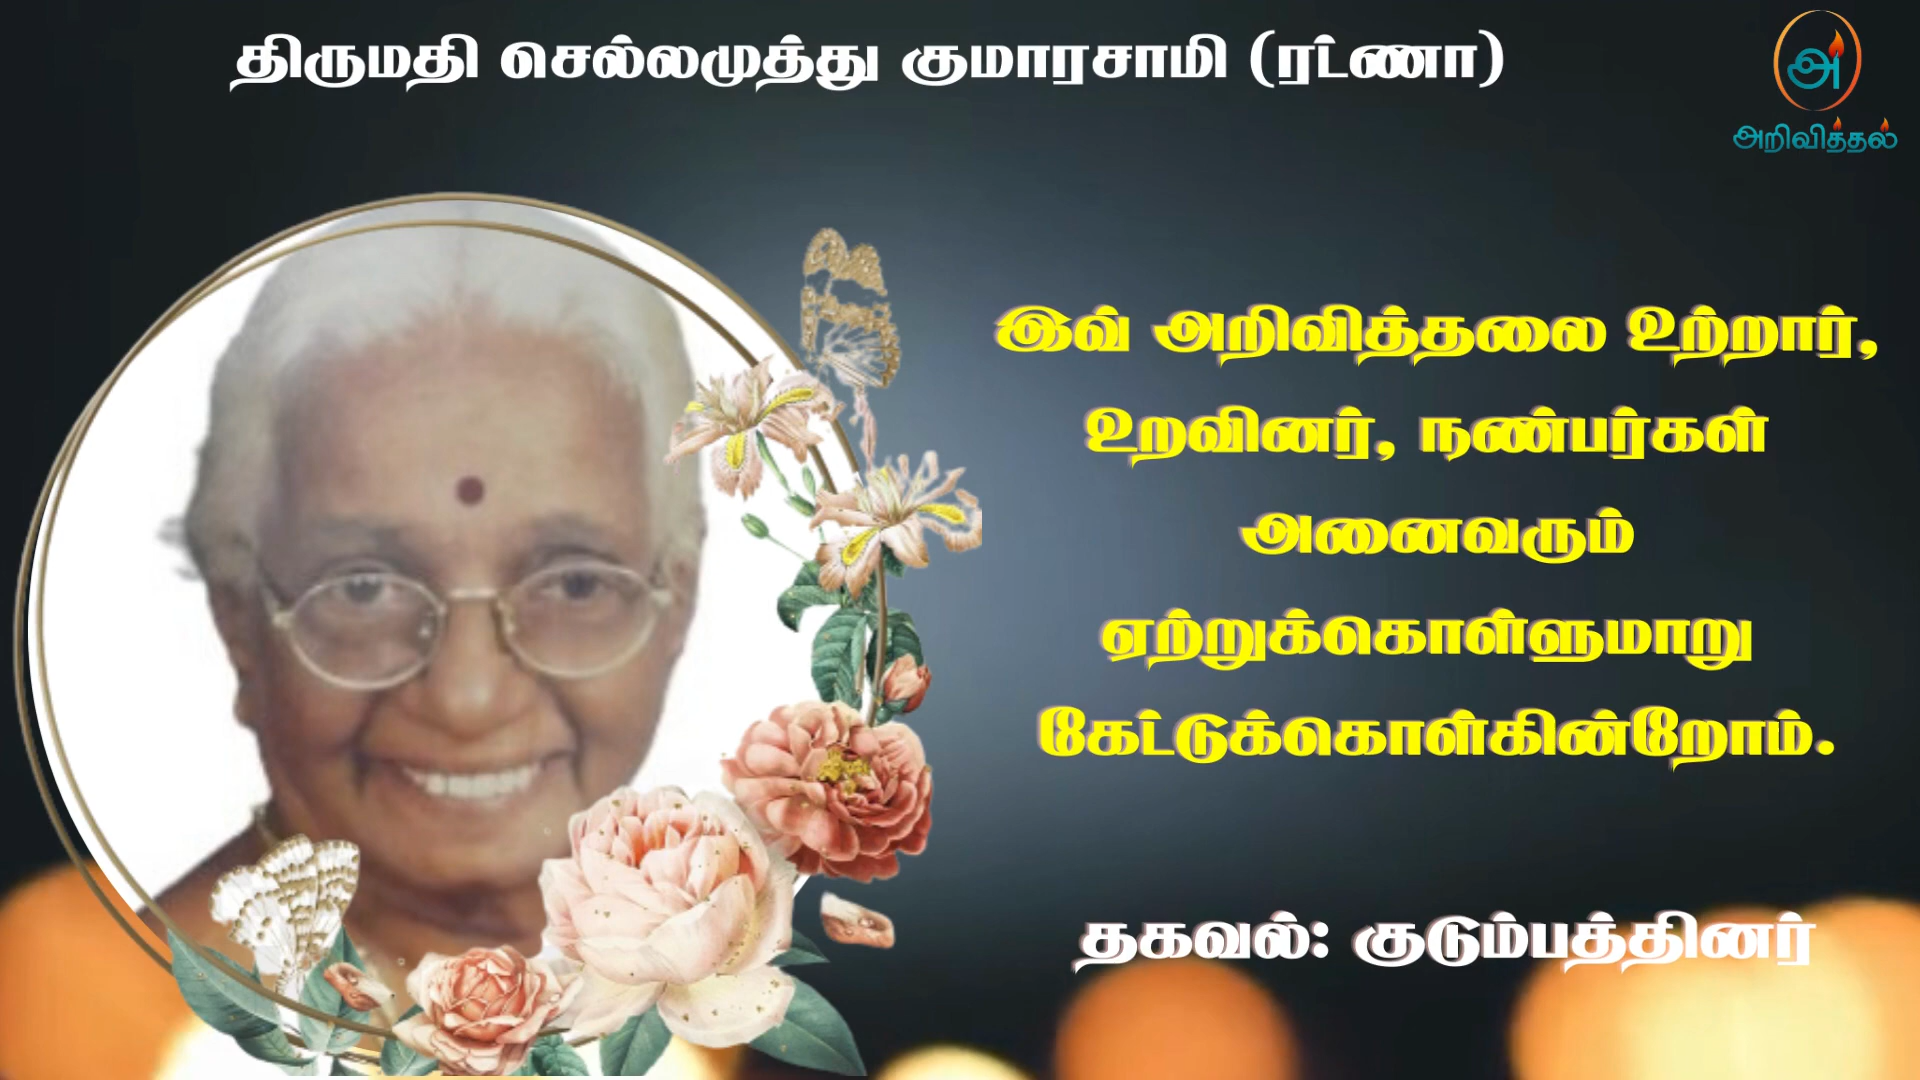 திருமதி செல்லமுத்து குமாரசாமி (ரட்ணா)
அ
அறிவித்தல்
இவ் அறிவித்தலை உற்றார்,
உறவினர், நண்பர்கள்
அனைவரும்
ஏற்றுக்கொள்ளுமாறு
கேட்டுக்கொள்கின்றோம்.
தகவல்: குடும்பத்தினர்